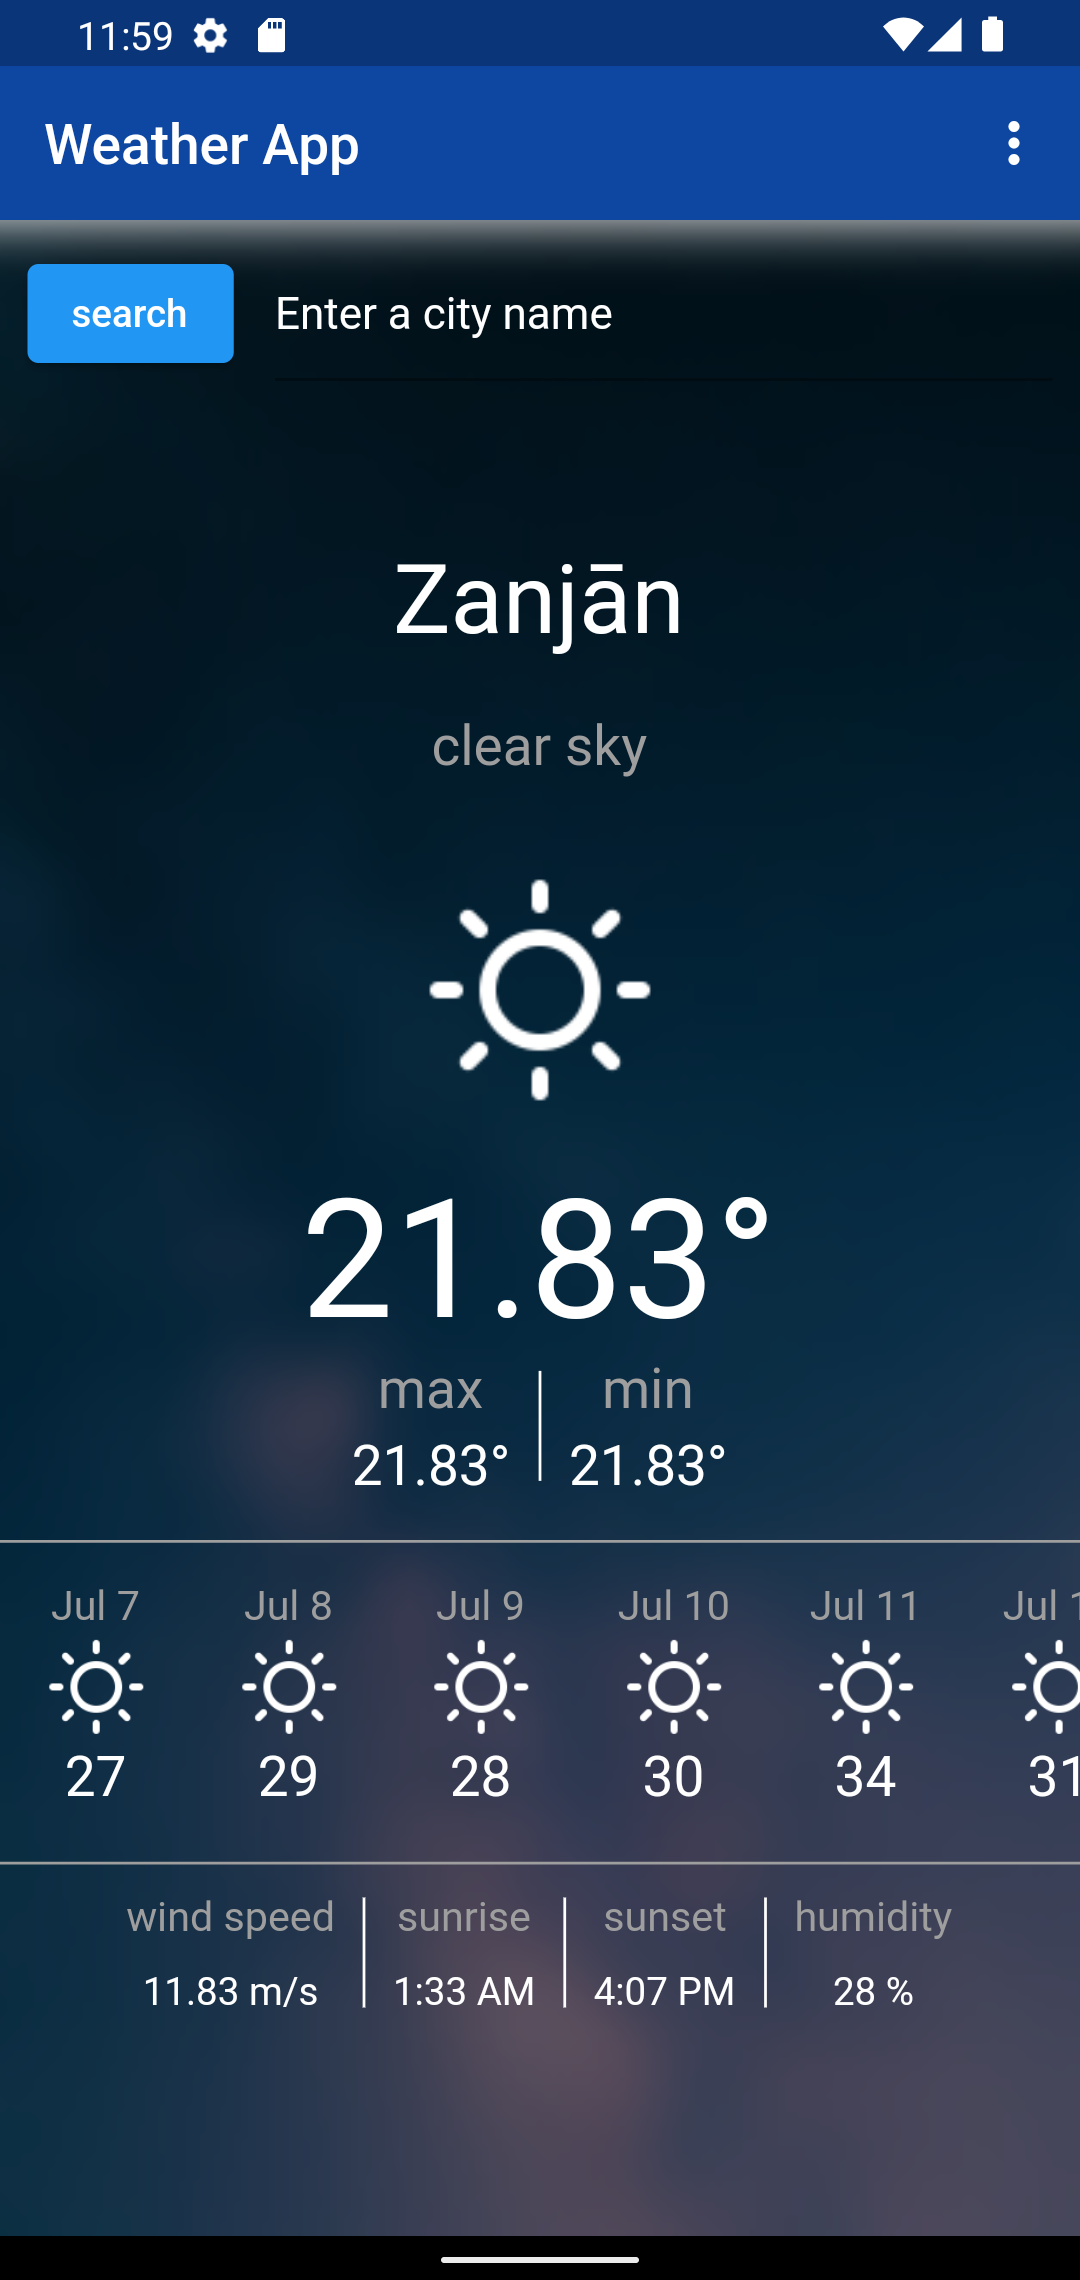 11:59
Weather App
search
Enter a city name
Zanjān
clear sky
21.83°
max min
21.83° 21.83°
Jul 7 Jul 8 Jul 9 Jul 10 Jul 11 Jul 1
27 29 28 30 34 31
wind speed sunrise sunset humidity
11.83 m/s 1:33 AM 4:07 PM 28 %